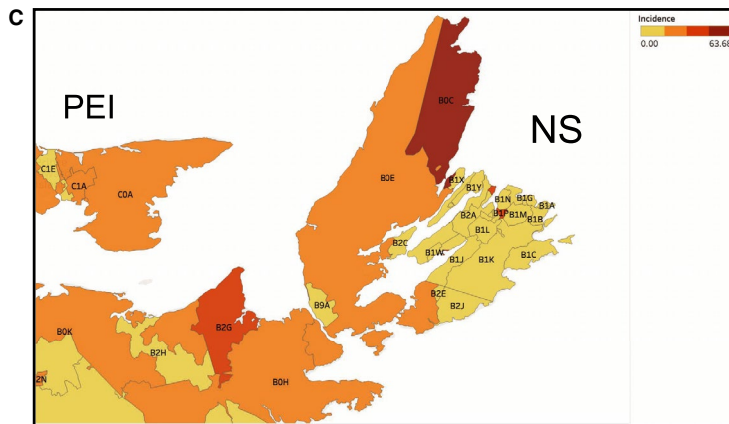 C
Incidence
0.00 63.68
PEI
NS
B0C
C1E
C1A
C0A
B0E
B1X
B1Y
B1N
B1G
B1A
B2A
B1P
B1M
B1B
B1L
B2C
B1W
B1J
B1K
B1C
B2E
B2J
B9A
B2G
B0K
B2H
2N
B0H